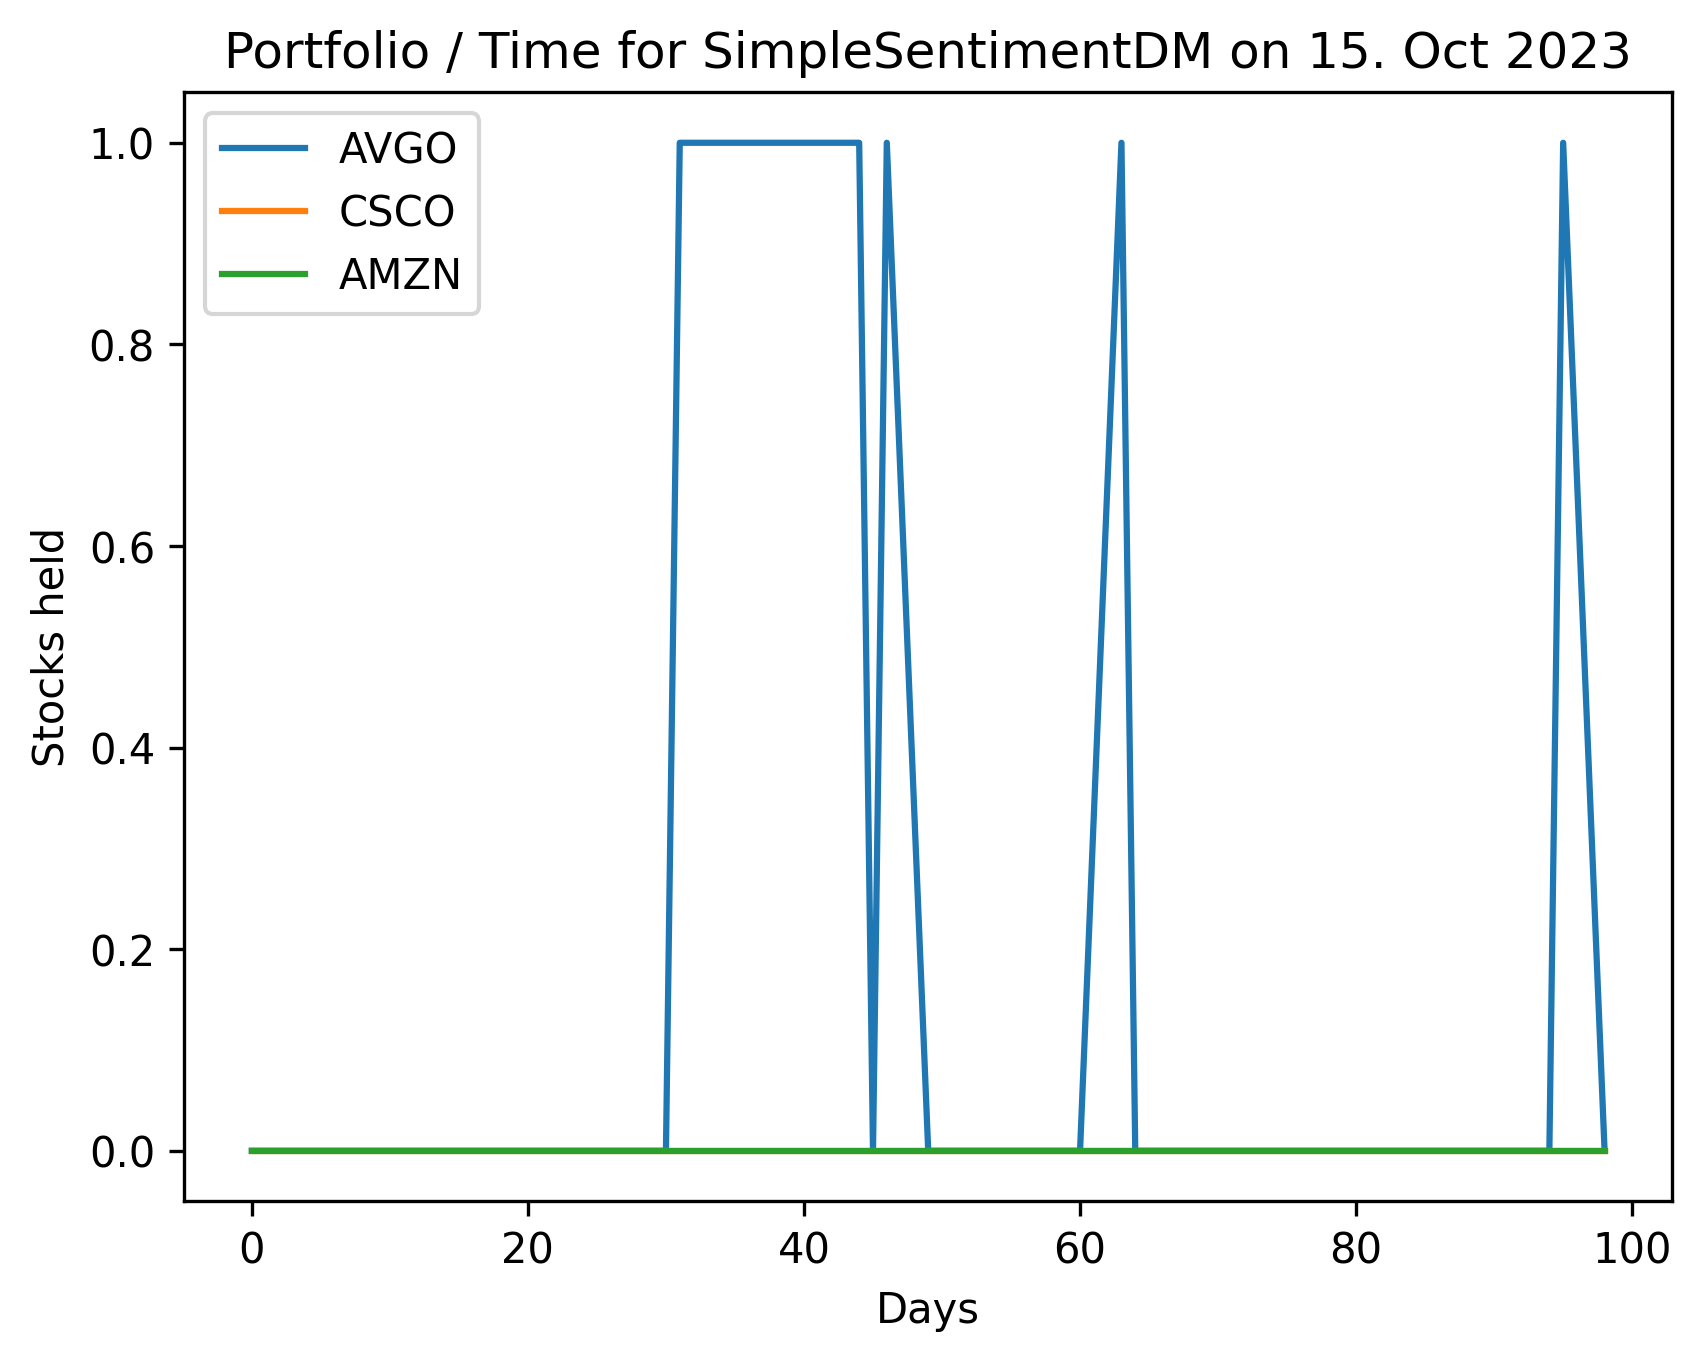 Portfolio / Time for SimpleSentimentDM on 15. Oct 2023
AVGO
CSCO
AMZN
1.0
0.8
0.6
0.4
0.2
0.0
Stocks held
0 20 40 60 80 100
Days